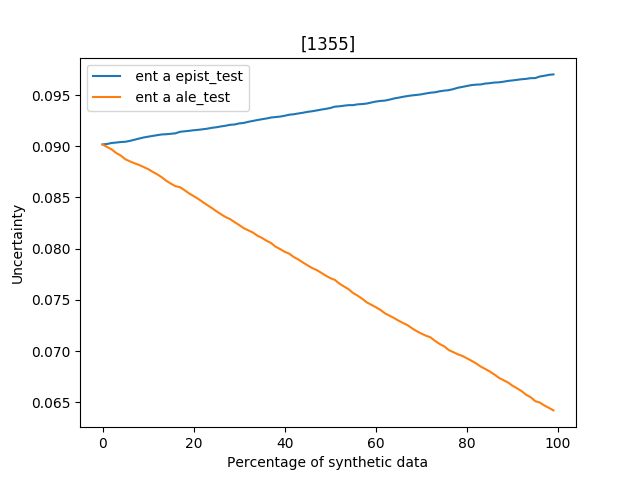 [1355]
ent a epist_test
ent a ale_test
Uncertainty
0.095
0.090
0.085
0.080
0.075
0.070
0.065
0 20 40 60 80 100
Percentage of synthetic data